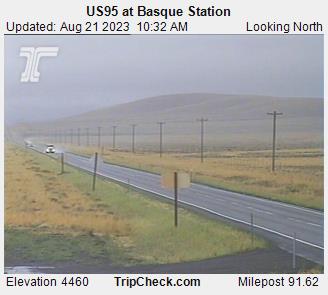 US95 at Basque Station
Updated: Aug 21 2023 10:32 AM Looking North
Elevation 4460 TripCheck.com Milepost 91.62